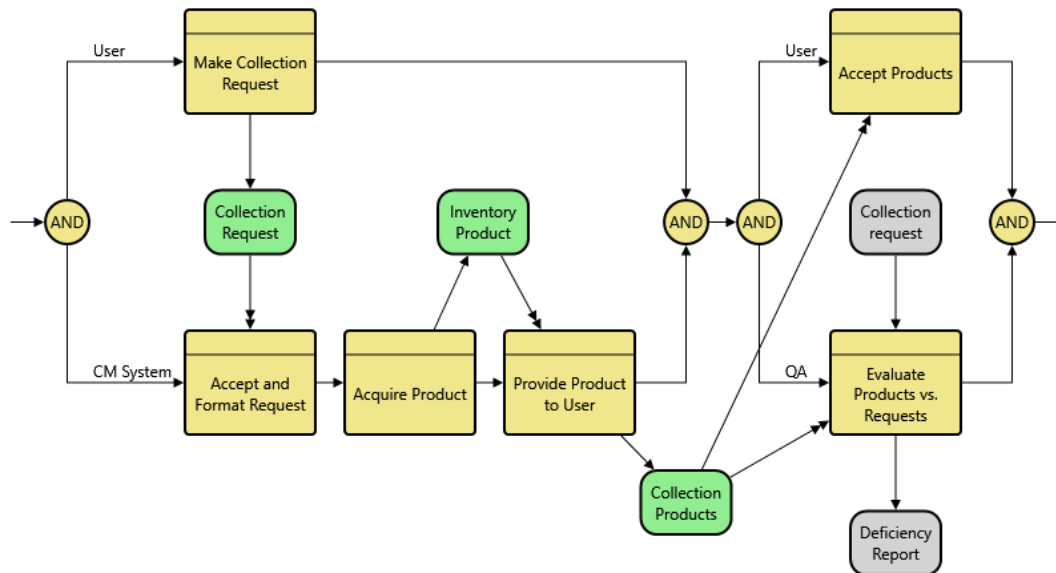 User
Make Collection
Request
User
Accept Products
AND
Collection
Request
Inventory
Product
AND
AND
Collection
request
AND
CM System
Accept and
Format Request
Acquire Product
Provide Product
to User
QA
Evaluate
Products vs.
Requests
Collection
Products
Deficiency
Report